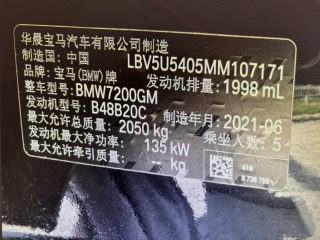 华晨宝马汽车有限公司制造
制造国：中国 LBV5U5405MM107171
品牌：宝马(BMW)牌 发动机排量：1998 mL
整车型号：BMW7200GM
发动机型号：B48B20C 制造年月：2021-06
最大允许总质量：2050 kg 乘坐人数：5
发动机最大净功率：135 kW
最大允许牵引质量：-- kg